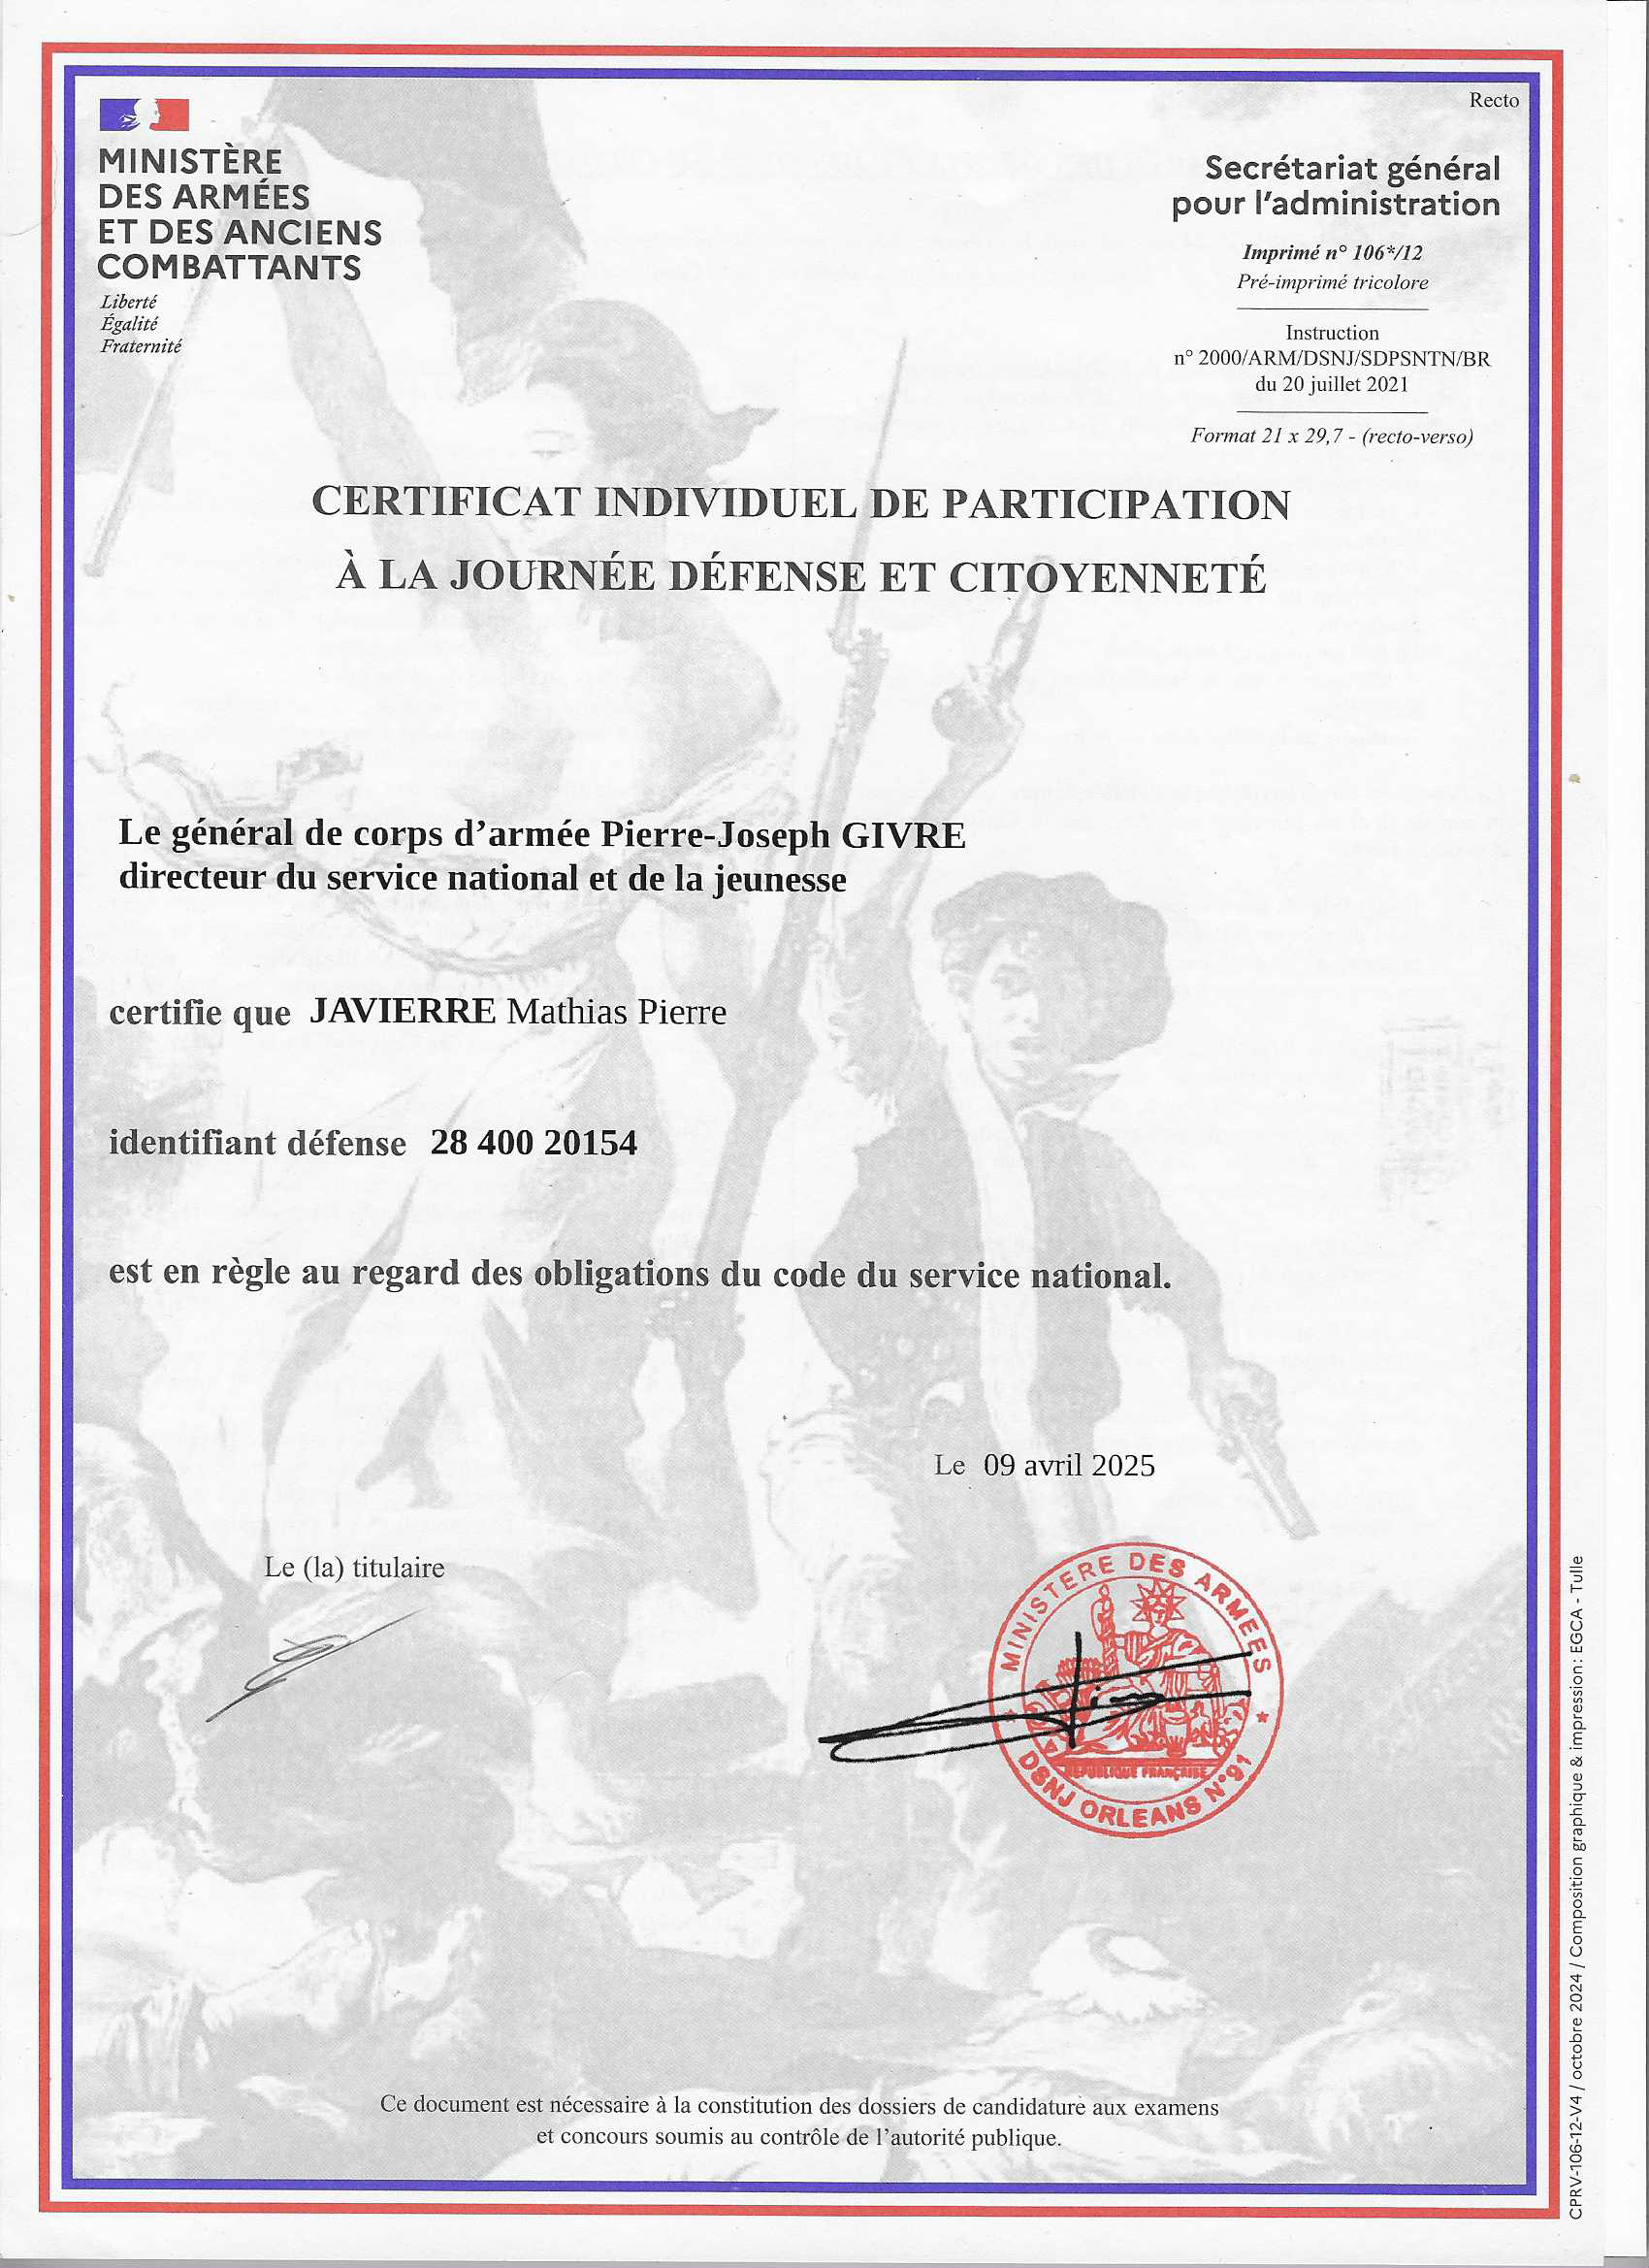 Recto
MINISTÈRE
DES ARMÉES
ET DES ANCIENS
COMBATTANTS
Liberté
Égalité
Fraternité
Secrétariat général
pour l'administration
Imprimé n° 106*/12
Pré-imprimé tricolore
Instruction
n° 2000/ARM/DSNJ/SDPSNTN/BR
du 20 juillet 2021
Format 21 x 29,7 - (recto-verso)
CERTIFICAT INDIVIDUEL DE PARTICIPATION
À LA JOURNÉE DÉFENSE ET CITOYENNETÉ
Le général de corps d'armée Pierre-Joseph GIVRE
directeur du service national et de la jeunesse
certifie que JAVIERRE Mathias Pierre
identifiant défense 28 400 20154
est en règle au regard des obligations du code du service national.
Le 09 avril 2025
Le (la) titulaire
MINISTERE DES ARMEES
REPUBLIQUE FRANÇAISE
DSNJ ORLEANS N°91
Ce document est nécessaire à la constitution des dossiers de candidature aux examens
et concours soumis au contrôle de l'autorité publique.
CPRV-106-12-V4 / octobre 2024 / Composition graphique & impression : EGCA - Tulle